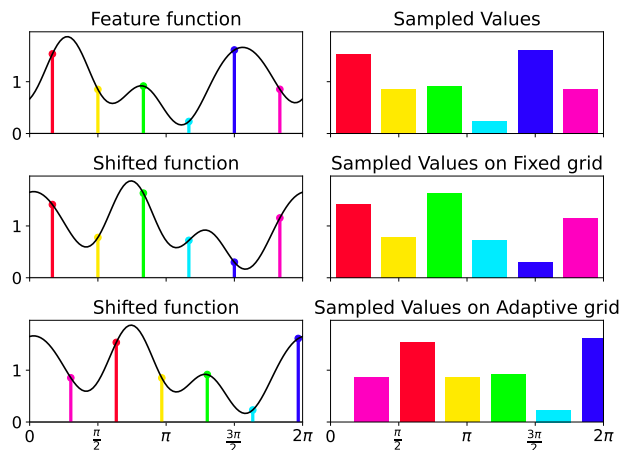 Feature function
Sampled Values
1
0
Shifted function
Sampled Values on Fixed grid
1
0
Shifted function
Sampled Values on Adaptive grid
1
0
0 π/2 π 3π/2 2π
0 π/2 π 3π/2 2π